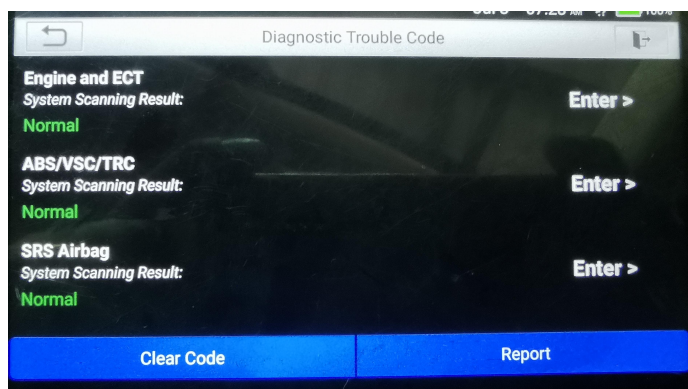 Diagnostic Trouble Code
Engine and ECT
System Scanning Result:
Enter >
Normal
ABS/VSC/TRC
System Scanning Result:
Enter >
Normal
SRS Airbag
System Scanning Result:
Enter >
Normal
Clear Code
Report